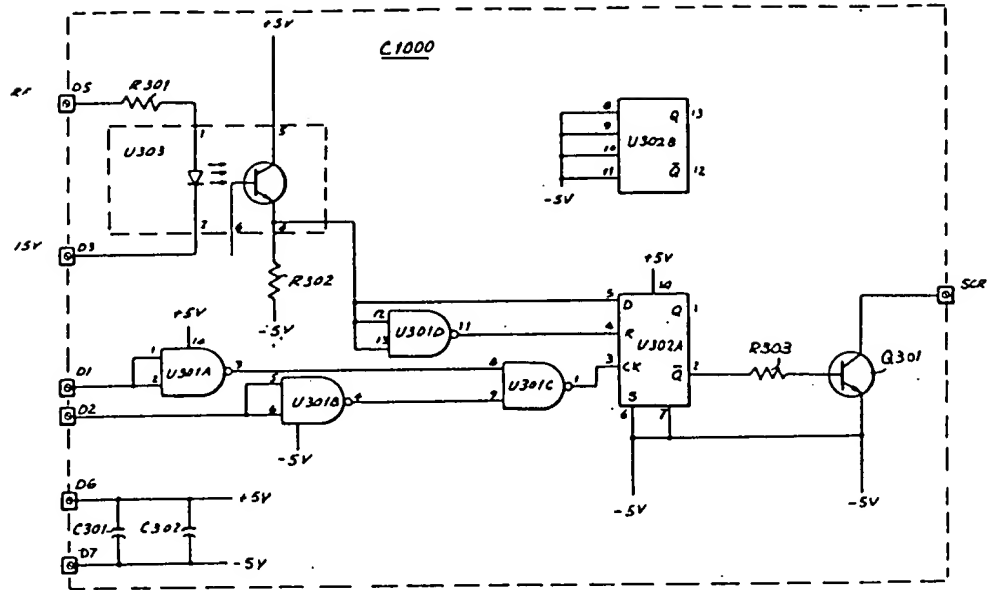 +5V
C1000
RF
D5
R301
1
5
U303
2
6
4
15V
D3
R302
-5V
8
9
10
11
Q
13
U302B
Q̅
12
-5V
+5V
14
1
2
U301A
3
D1
D2
5
6
U301B
4
-5V
12
13
U301D
11
8
9
U301C
+5V
10
5
D
Q
1
4
R
U302A
3
CK
Q̅
2
S
6
7
-5V
R303
Q301
SCR
-5V
D6
+5V
C301
C302
D7
-5V